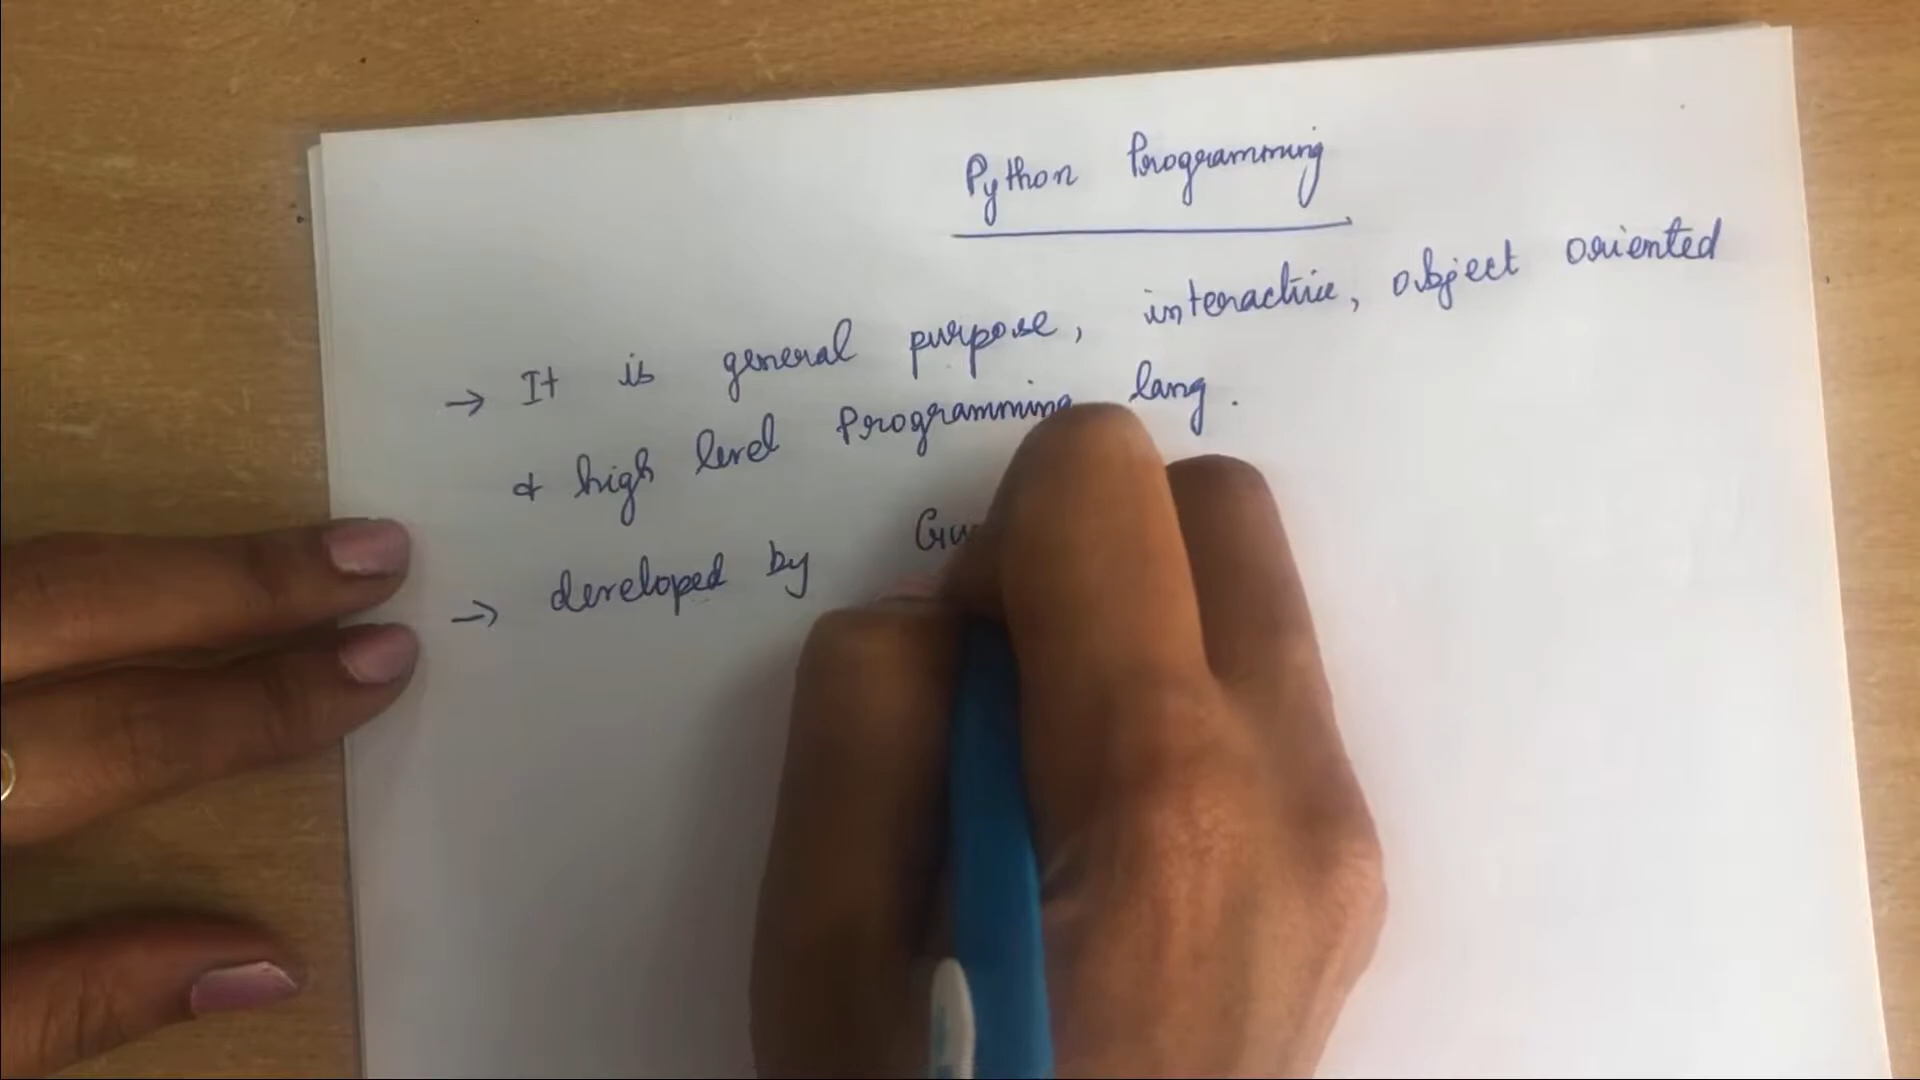 Python Programming
→ It is general purpose, interactive, object oriented
& high level Programming lang.
→ developed by